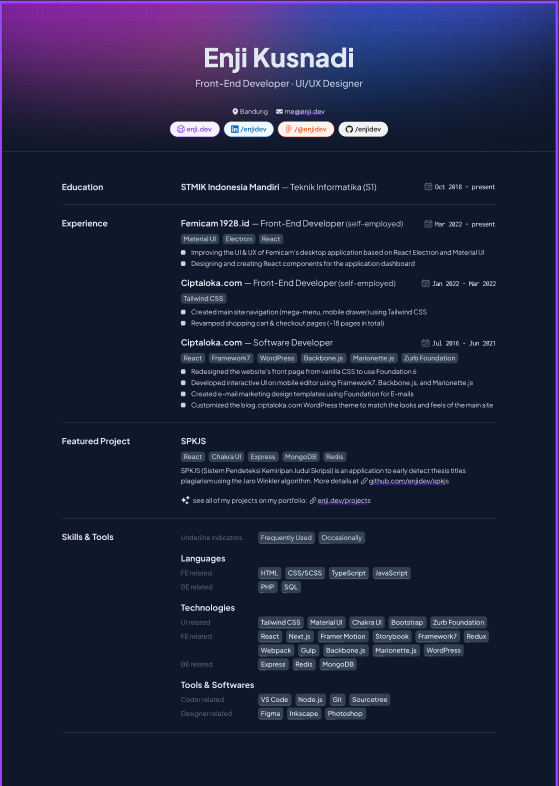 Enji Kusnadi
Front-End Developer · UI/UX Designer
Bandung me@enji.dev
enji.dev /enjidev /@enjidev /enjidev
Education STMIK Indonesia Mandiri — Teknik Informatika (S1) Oct 2018 - present
Experience Femicam 1928.id — Front-End Developer (self-employed) Mar 2022 - present
Material UI Electron React
Improving the UI & UX of Femicam's desktop application based on React Electron and Material UI
Designing and creating React components for the application dashboard
Ciptaloka.com — Front-End Developer (self-employed) Jan 2022 - Mar 2022
Tailwind CSS
Created main site navigation (mega-menu, mobile drawer) using Tailwind CSS
Revamped shopping cart & checkout pages (~18 pages in total)
Ciptaloka.com — Software Developer Jul 2016 - Jun 2021
React Framework7 WordPress Backbone.js Marionette.js Zurb Foundation
Redesigned the website's front page from vanilla CSS to use Foundation 6
Developed interactive UI on mobile editor using Framework7, Backbone.js, and Marionette.js
Created e-mail marketing design templates using Foundation for E-mails
Customized the blog.ciptaloka.com WordPress theme to match the looks and feels of the main site
Featured Project SPKJS
React Chakra UI Express MongoDB Redis
SPKJS (Sistem Pendeteksi Kemiripan Judul Skripsi) is an application to early detect thesis titles
plagiarism using the Jaro Winkler algorithm. More details at github.com/enjidev/spkjs
see all of my projects on my portfolio: enji.dev/projects
Skills & Tools Underline indicators Frequently Used Occasionally
Languages
FE related HTML CSS/SCSS TypeScript JavaScript
BE related PHP SQL
Technologies
UI related Tailwind CSS Material UI Chakra UI Bootstrap Zurb Foundation
FE related React Next.js Framer Motion Storybook Framework7 Redux
Webpack Gulp Backbone.js Marionette.js WordPress
BE related Express Redis MongoDB
Tools & Softwares
Coder related VS Code Node.js Git Sourcetree
Designer related Figma Inkscape Photoshop